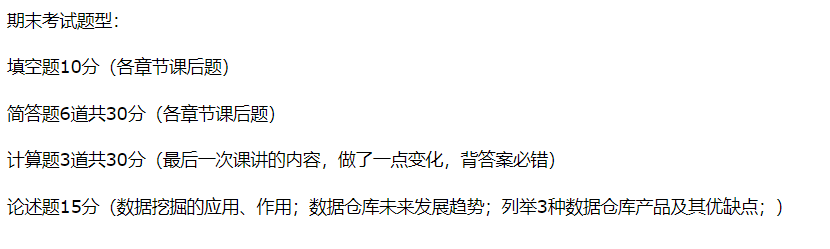 期末考试题型：
填空题10分（各章节课后题）
简答题6道共30分（各章节课后题）
计算题3道共30分（最后一次课讲的内容，做了一点变化，背答案必错）
论述题15分（数据挖掘的应用、作用；数据仓库未来发展趋势；列举3种数据仓库产品及其优缺点；）